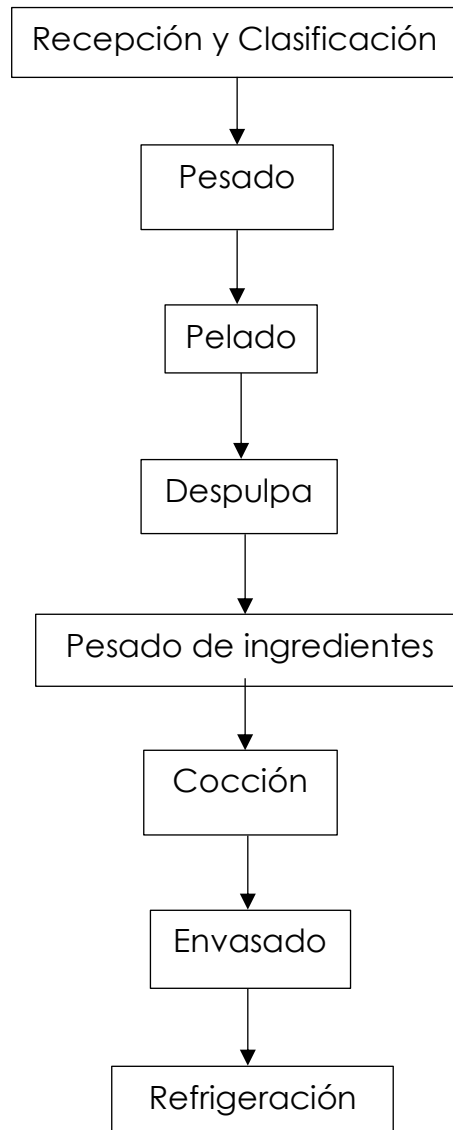 Recepción y Clasificación
Pesado
Pelado
Despulpa
Pesado de ingredientes
Cocción
Envasado
Refrigeración